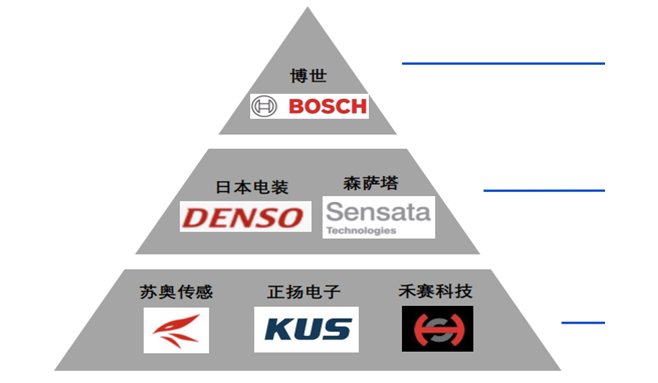 博世
BOSCH
日本电装
森萨塔
DENSO
Sensata
Technologies
苏奥传感
正扬电子
禾赛科技
KUS